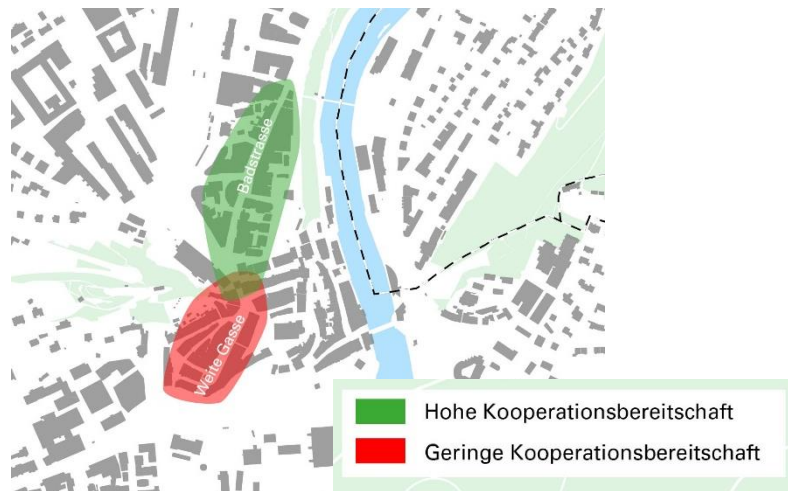 Badstrasse
Weite Gasse
Hohe Kooperationsbereitschaft
Geringe Kooperationsbereitschaft